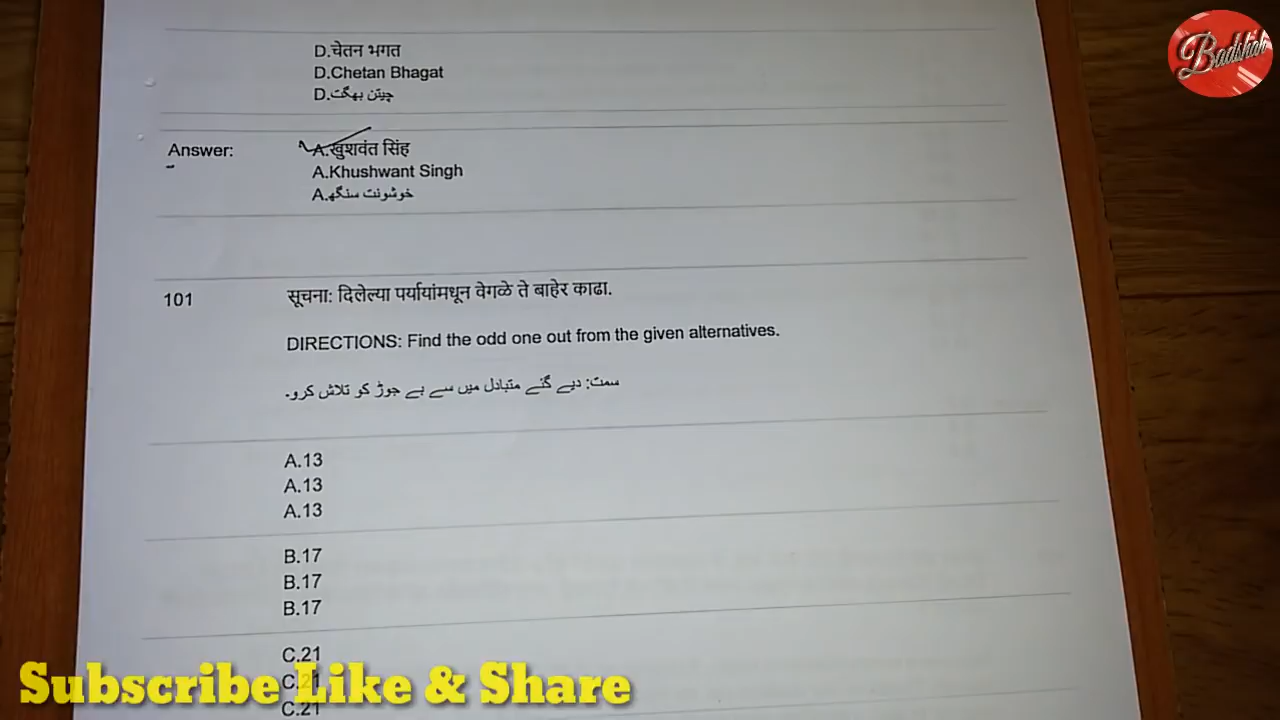 Badshah
D.चेतन भगत
D.Chetan Bhagat
D.چیتن بھگت
Answer: A.खुशवंत सिंह
A.Khushwant Singh
A.خوشونت سنگھ
101 सूचना: दिलेल्या पर्यायांमधून वेगळे ते बाहेर काढा.
DIRECTIONS: Find the odd one out from the given alternatives.
سمت: دیے گئے متبادل میں سے بے جوڑ کو تلاش کرو۔
A.13
A.13
A.13
B.17
B.17
B.17
C.21
C.21
C.21
Subscribe Like & Share